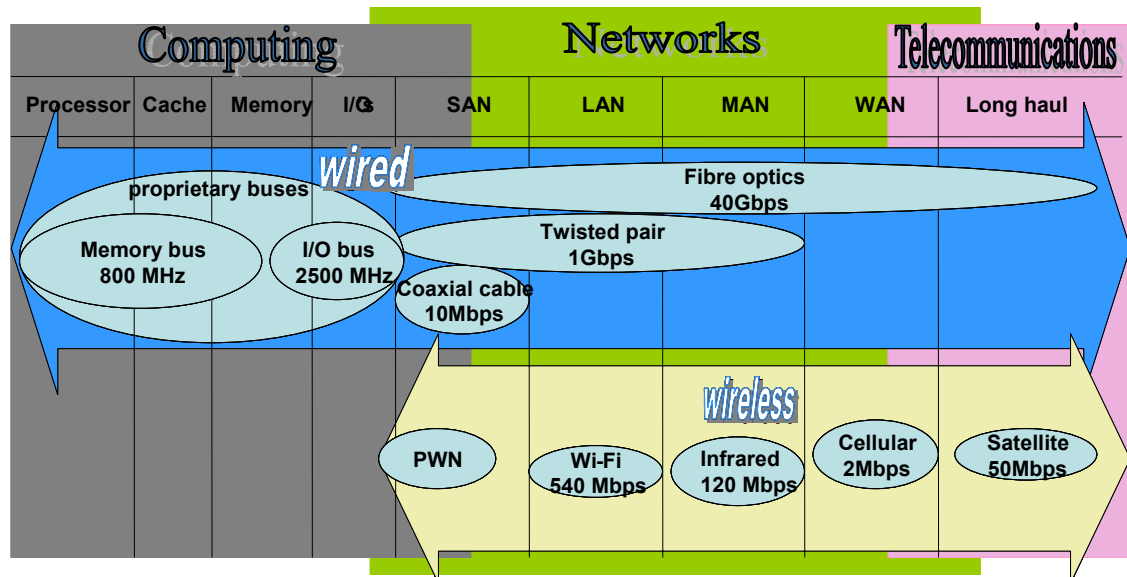 Computing Networks Telecommunications
Processor Cache Memory I/Os SAN LAN MAN WAN Long haul
wired
proprietary buses
Fibre optics
40Gbps
Memory bus
800 MHz
I/O bus
2500 MHz
Twisted pair
1Gbps
Coaxial cable
10Mbps
wireless
PWN
Wi-Fi
540 Mbps
Infrared
120 Mbps
Cellular
2Mbps
Satellite
50Mbps